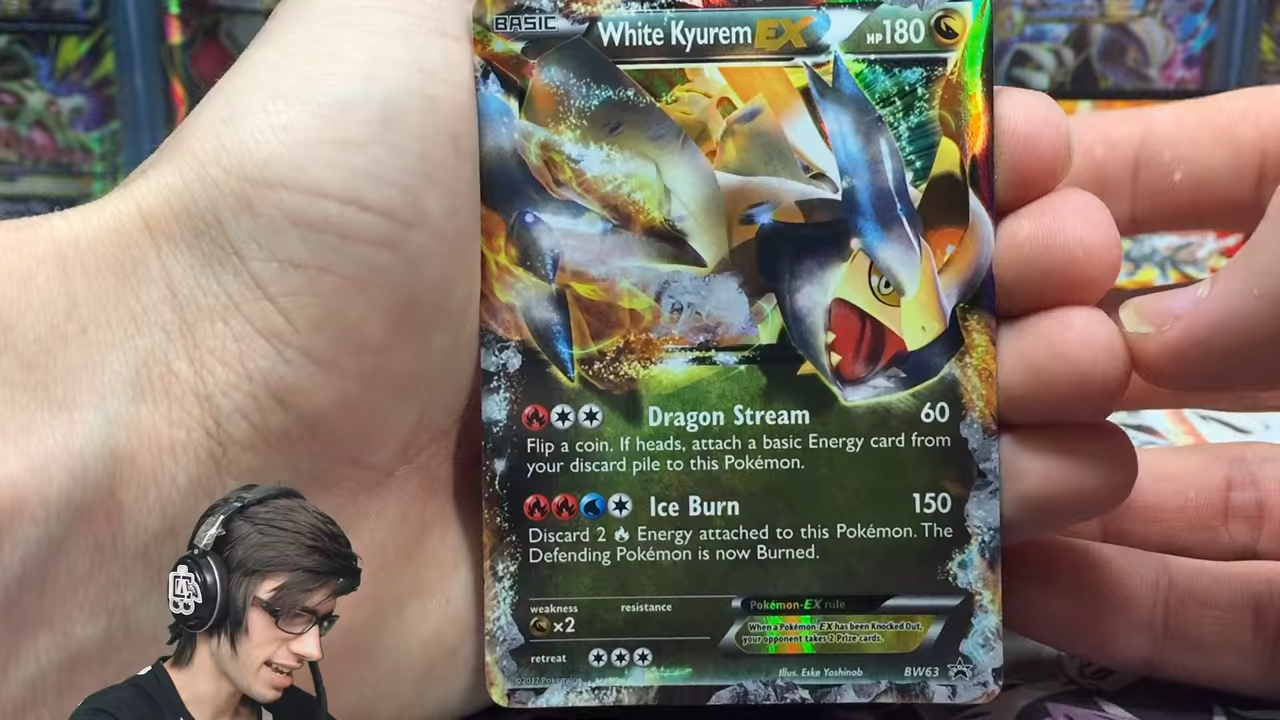 BASIC White Kyurem EX HP180
Dragon Stream 60
Flip a coin. If heads, attach a basic Energy card from
your discard pile to this Pokémon.
Ice Burn 150
Discard 2 Energy attached to this Pokémon. The
Defending Pokémon is now Burned.
weakness resistance
×2
retreat
Pokémon-EX rule
When a Pokémon-EX has been Knocked Out,
your opponent takes 2 Prize cards.
©2012 Pokémon
Illus. Eske Yoshinob BW63